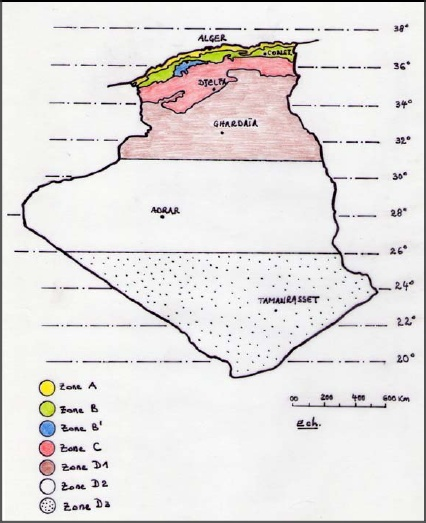 ALGER
38°
CONST
36°
DJELFA
34°
GHARDAÏA
32°
30°
ADRAR
28°
26°
24°
TAMANRASSET
22°
20°
Zone A
Zone B
Zone B'
Zone C
Zone D1
Zone D2
Zone D3
00 200 400 600 Km
Ech.